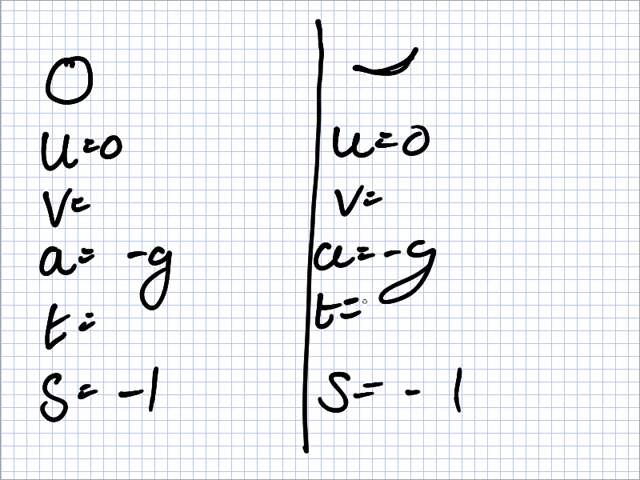 u=0
v=
a= -g
t=
s= -1
u=0
v=
a=-g
t=
s= - 1